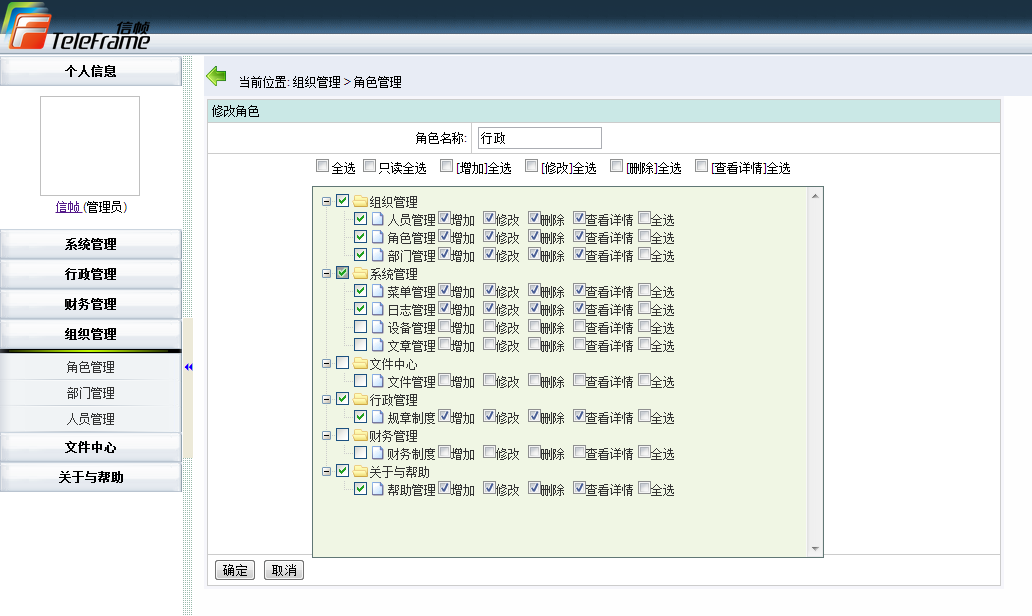 信帧
TeleFrame
个人信息
当前位置: 组织管理 > 角色管理
修改角色
角色名称: 行政
全选 只读全选 [增加]全选 [修改]全选 [删除]全选 [查看详情]全选
信帧 (管理员)
系统管理
行政管理
财务管理
组织管理
角色管理
部门管理
人员管理
文件中心
关于与帮助
组织管理
人员管理 增加 修改 删除 查看详情 全选
角色管理 增加 修改 删除 查看详情 全选
部门管理 增加 修改 删除 查看详情 全选
系统管理
菜单管理 增加 修改 删除 查看详情 全选
日志管理 增加 修改 删除 查看详情 全选
设备管理 增加 修改 删除 查看详情 全选
文章管理 增加 修改 删除 查看详情 全选
文件中心
文件管理 增加 修改 删除 查看详情 全选
行政管理
规章制度 增加 修改 删除 查看详情 全选
财务管理
财务制度 增加 修改 删除 查看详情 全选
关于与帮助
帮助管理 增加 修改 删除 查看详情 全选
确定 取消